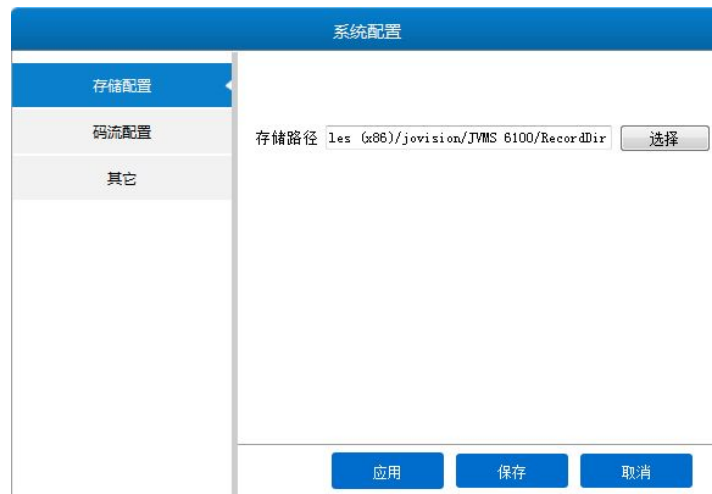 系统配置
存储配置
码流配置
其它
存储路径 les (x86)/jovision/JVMS 6100/RecordDir 选择
应用 保存 取消